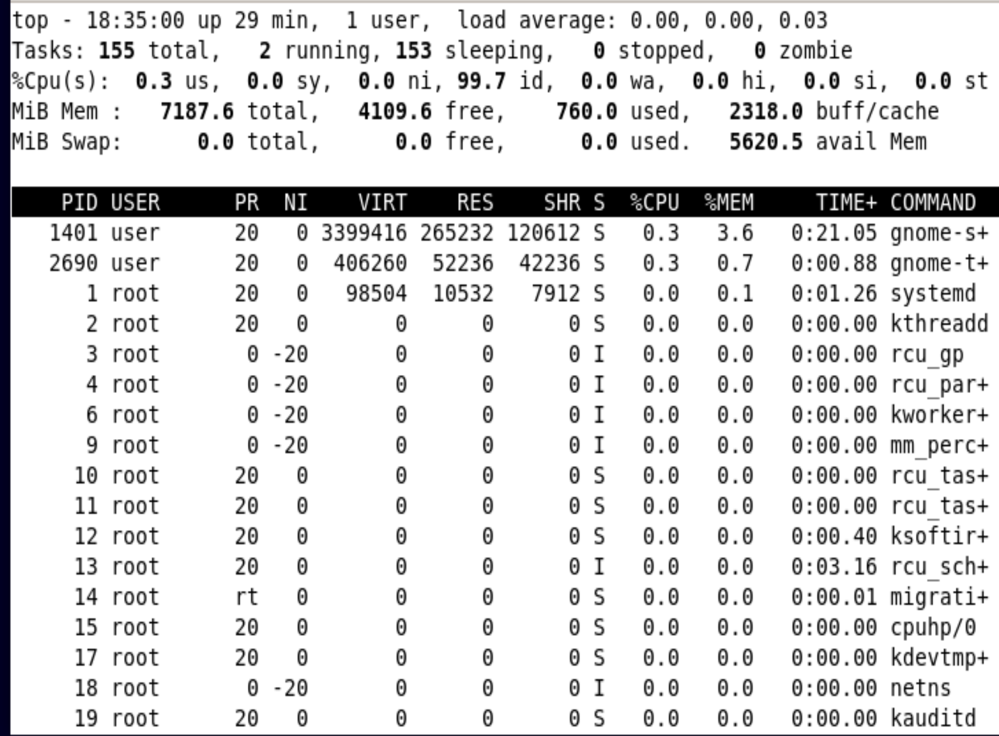 top - 18:35:00 up 29 min,  1 user,  load average: 0.00, 0.00, 0.03
Tasks: 155 total,   2 running, 153 sleeping,   0 stopped,   0 zombie
%Cpu(s):  0.3 us,  0.0 sy,  0.0 ni, 99.7 id,  0.0 wa,  0.0 hi,  0.0 si,  0.0 st
MiB Mem :   7187.6 total,   4109.6 free,    760.0 used,   2318.0 buff/cache
MiB Swap:      0.0 total,      0.0 free,      0.0 used.   5620.5 avail Mem
    PID USER      PR  NI    VIRT    RES    SHR S  %CPU  %MEM     TIME+ COMMAND
   1401 user      20   0 3399416 265232 120612 S   0.3   3.6   0:21.05 gnome-s+
   2690 user      20   0  406260  52236  42236 S   0.3   0.7   0:00.88 gnome-t+
      1 root      20   0   98504  10532   7912 S   0.0   0.1   0:01.26 systemd
      2 root      20   0       0      0      0 S   0.0   0.0   0:00.00 kthreadd
      3 root       0 -20       0      0      0 I   0.0   0.0   0:00.00 rcu_gp
      4 root       0 -20       0      0      0 I   0.0   0.0   0:00.00 rcu_par+
      6 root       0 -20       0      0      0 I   0.0   0.0   0:00.00 kworker+
      9 root       0 -20       0      0      0 I   0.0   0.0   0:00.00 mm_perc+
     10 root      20   0       0      0      0 S   0.0   0.0   0:00.00 rcu_tas+
     11 root      20   0       0      0      0 S   0.0   0.0   0:00.00 rcu_tas+
     12 root      20   0       0      0      0 S   0.0   0.0   0:00.40 ksoftir+
     13 root      20   0       0      0      0 I   0.0   0.0   0:03.16 rcu_sch+
     14 root      rt   0       0      0      0 S   0.0   0.0   0:00.01 migrati+
     15 root      20   0       0      0      0 S   0.0   0.0   0:00.00 cpuhp/0
     17 root      20   0       0      0      0 S   0.0   0.0   0:00.00 kdevtmp+
     18 root       0 -20       0      0      0 I   0.0   0.0   0:00.00 netns
     19 root      20   0       0      0      0 S   0.0   0.0   0:00.00 kauditd